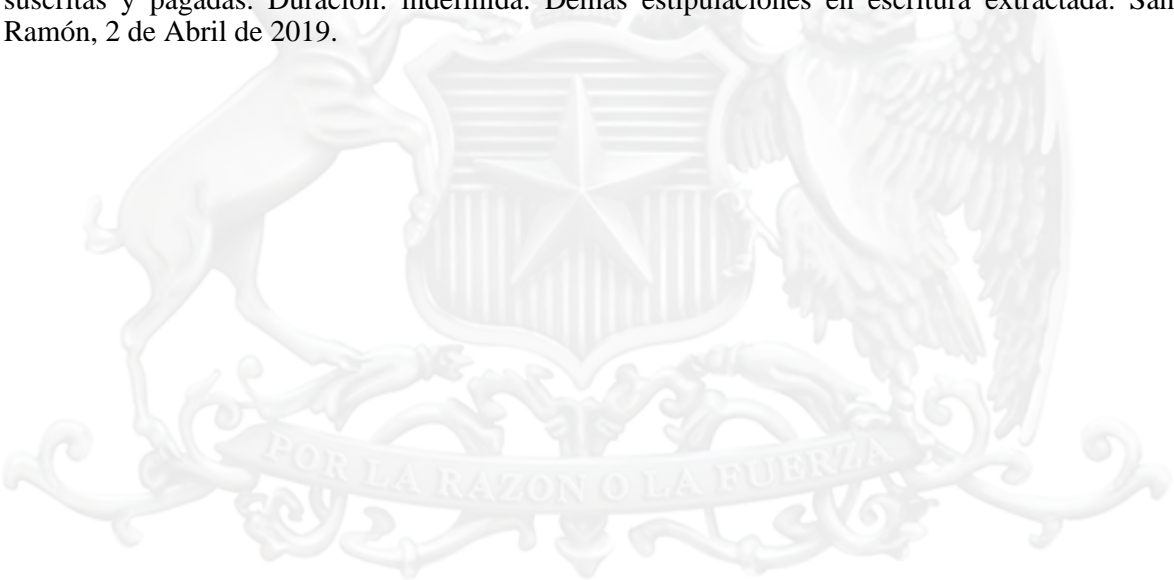 suscritas y pagadas. Duración: indefinida. Demás estipulaciones en escritura extractada. San
Ramón, 2 de Abril de 2019.
POR LA RAZON O LA FUERZA